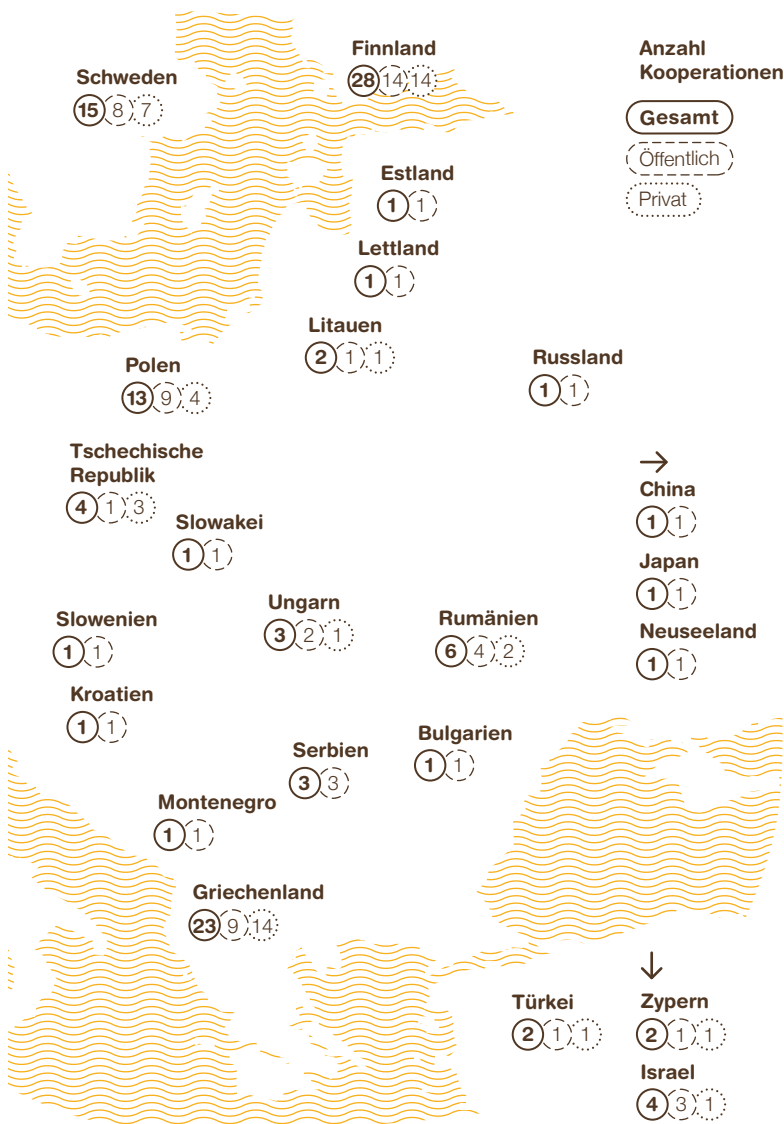 Finnland
28 14 14
Schweden
15 8 7
Anzahl
Kooperationen
Gesamt
Öffentlich
Privat
Estland
1 1
Lettland
1 1
Litauen
2 1 1
Russland
1 1
Polen
13 9 4
Tschechische
Republik
4 1 3
Slowakei
1 1
→
China
1 1
Japan
1 1
Neuseeland
1 1
Ungarn
3 2 1
Slowenien
1 1
Rumänien
6 4 2
Kroatien
1 1
Bulgarien
1 1
Serbien
3 3
Montenegro
1 1
Griechenland
23 9 14
↓
Türkei
2 1 1
Zypern
2 1 1
Israel
4 3 1